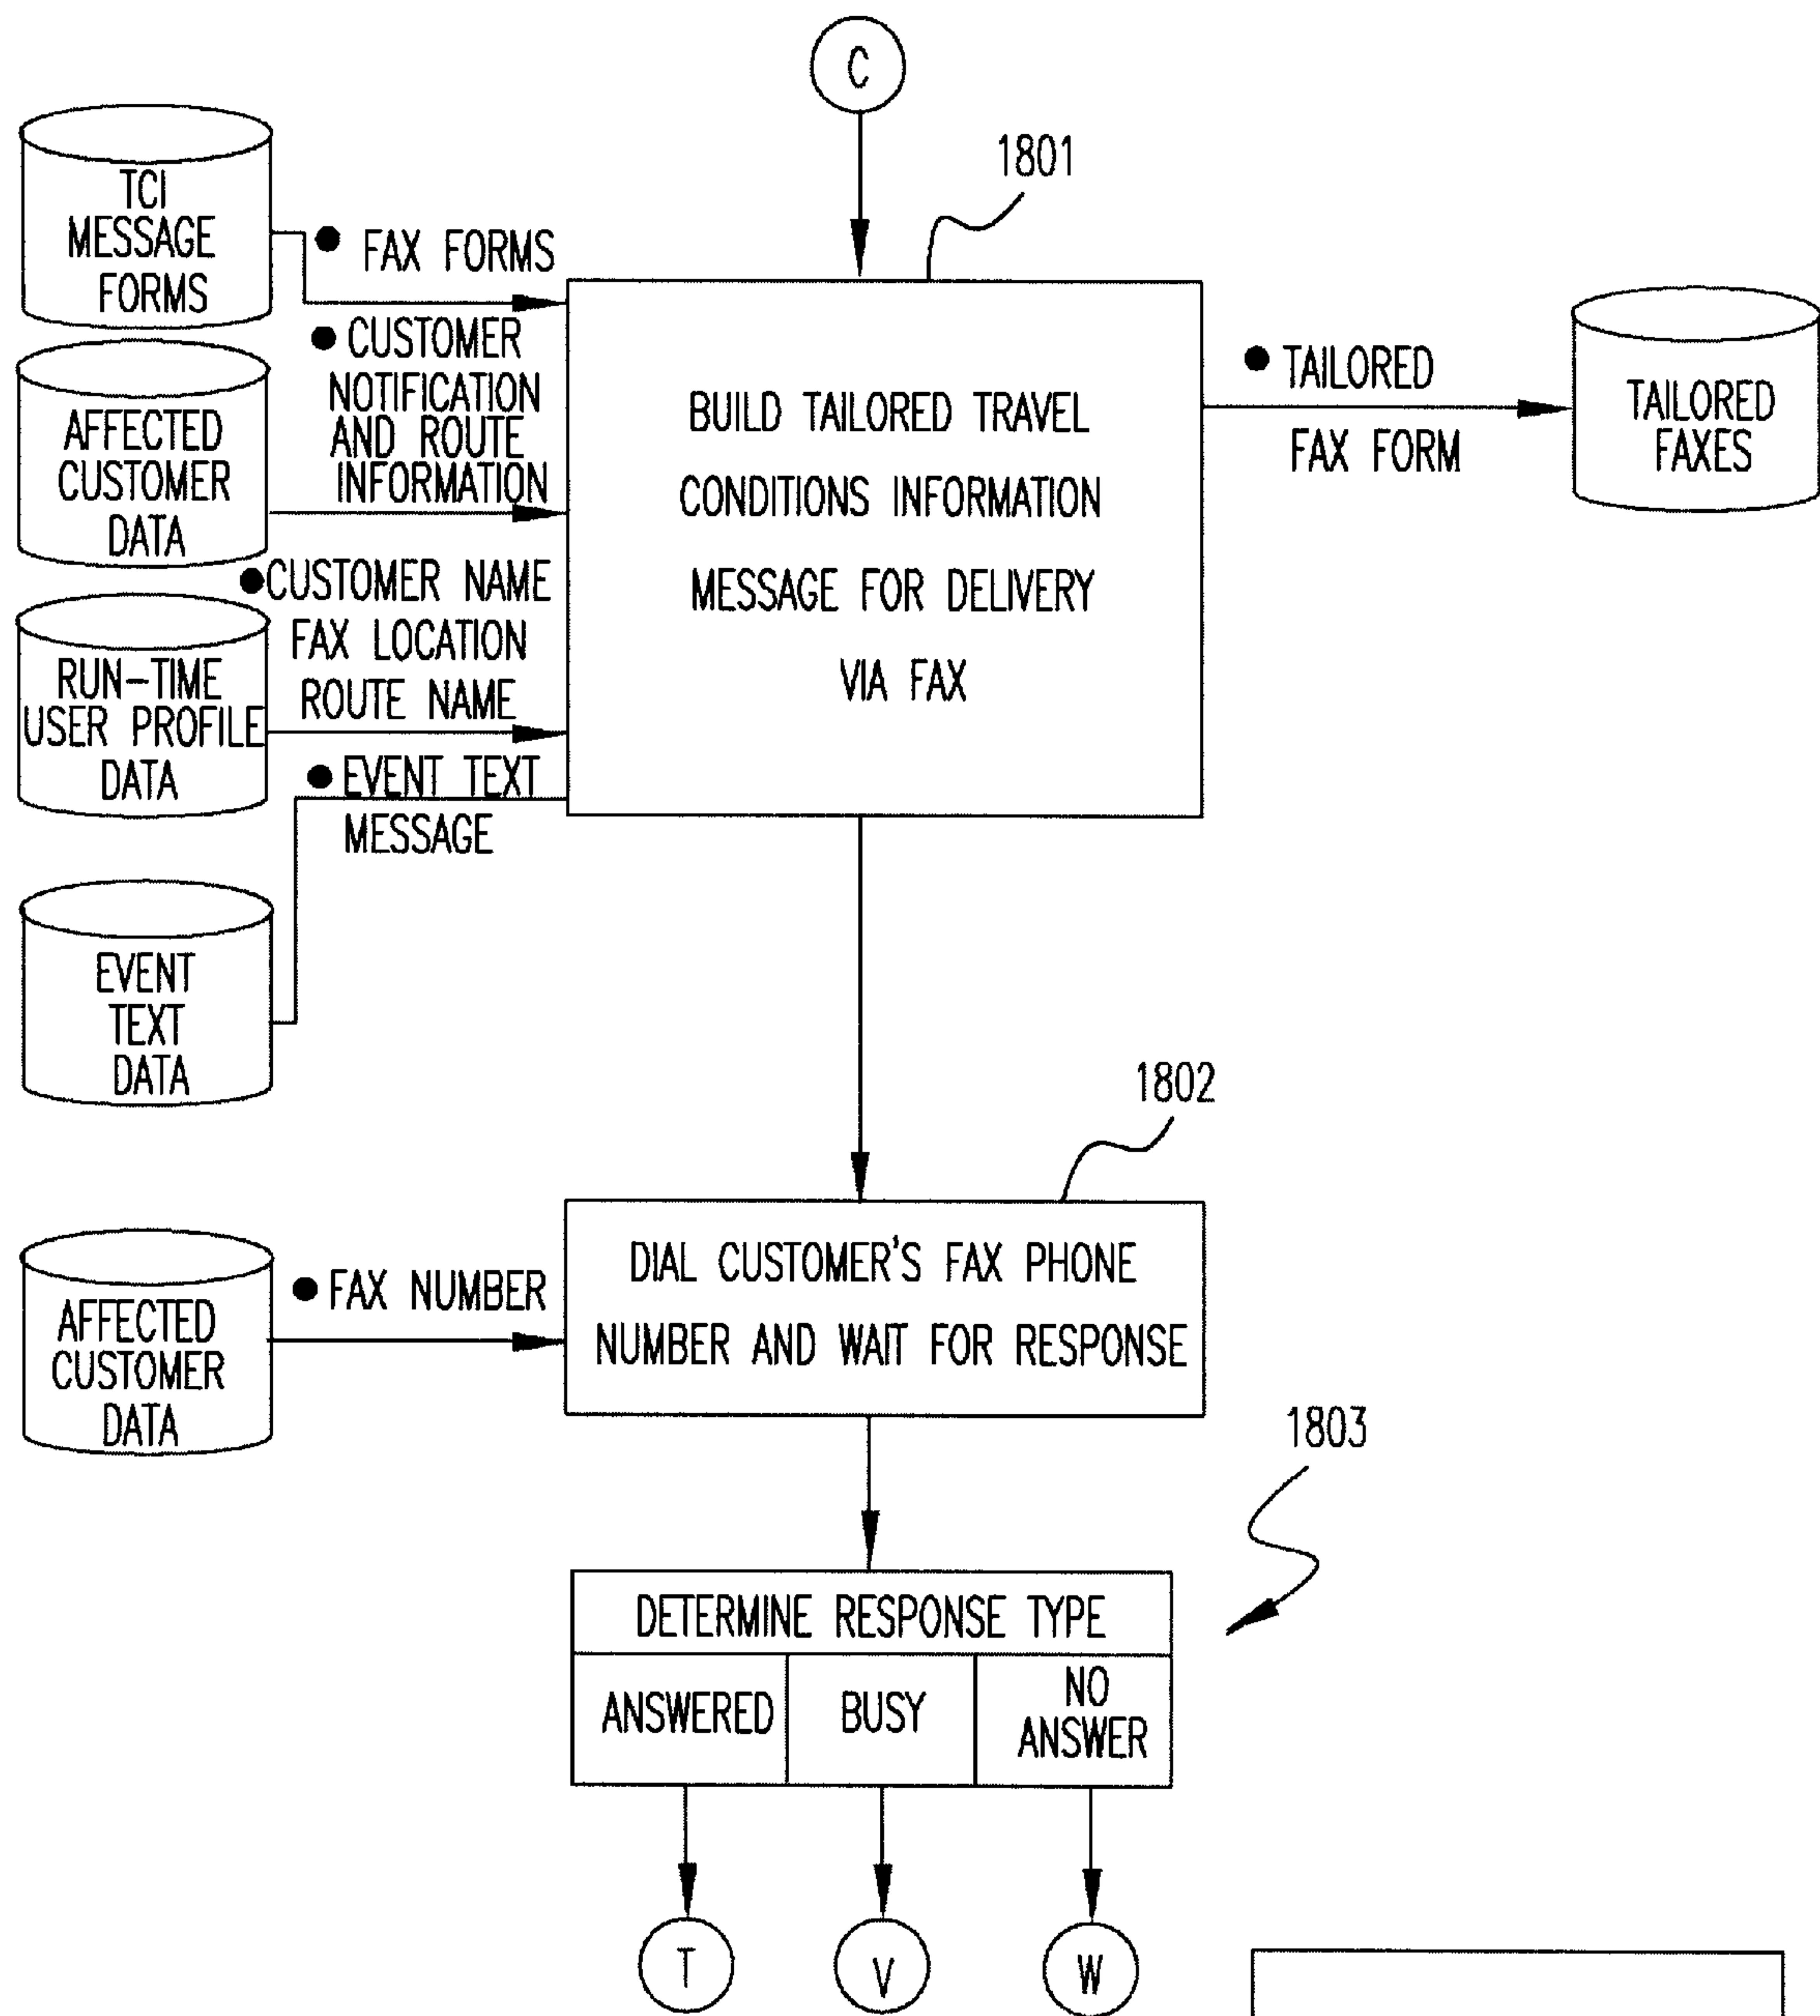 C
1801
TCI
MESSAGE
FORMS
● FAX FORMS
● CUSTOMER
NOTIFICATION
AND ROUTE
INFORMATION
AFFECTED
CUSTOMER
DATA
● CUSTOMER NAME
FAX LOCATION
ROUTE NAME
RUN-TIME
USER PROFILE
DATA
● EVENT TEXT
MESSAGE
EVENT
TEXT
DATA
BUILD TAILORED TRAVEL
CONDITIONS INFORMATION
MESSAGE FOR DELIVERY
VIA FAX
● TAILORED
FAX FORM
TAILORED
FAXES
1802
AFFECTED
CUSTOMER
DATA
● FAX NUMBER
DIAL CUSTOMER'S FAX PHONE
NUMBER AND WAIT FOR RESPONSE
1803
DETERMINE RESPONSE TYPE
ANSWERED
BUSY
NO
ANSWER
T
V
W